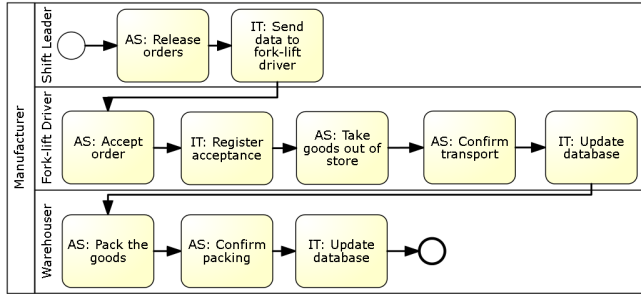 Manufacturer
Shift Leader
AS: Release
orders
IT: Send
data to
fork-lift
driver
Fork-lift Driver
AS: Accept
order
IT: Register
acceptance
AS: Take
goods out of
store
AS: Confirm
transport
IT: Update
database
Warehouser
AS: Pack the
goods
AS: Confirm
packing
IT: Update
database